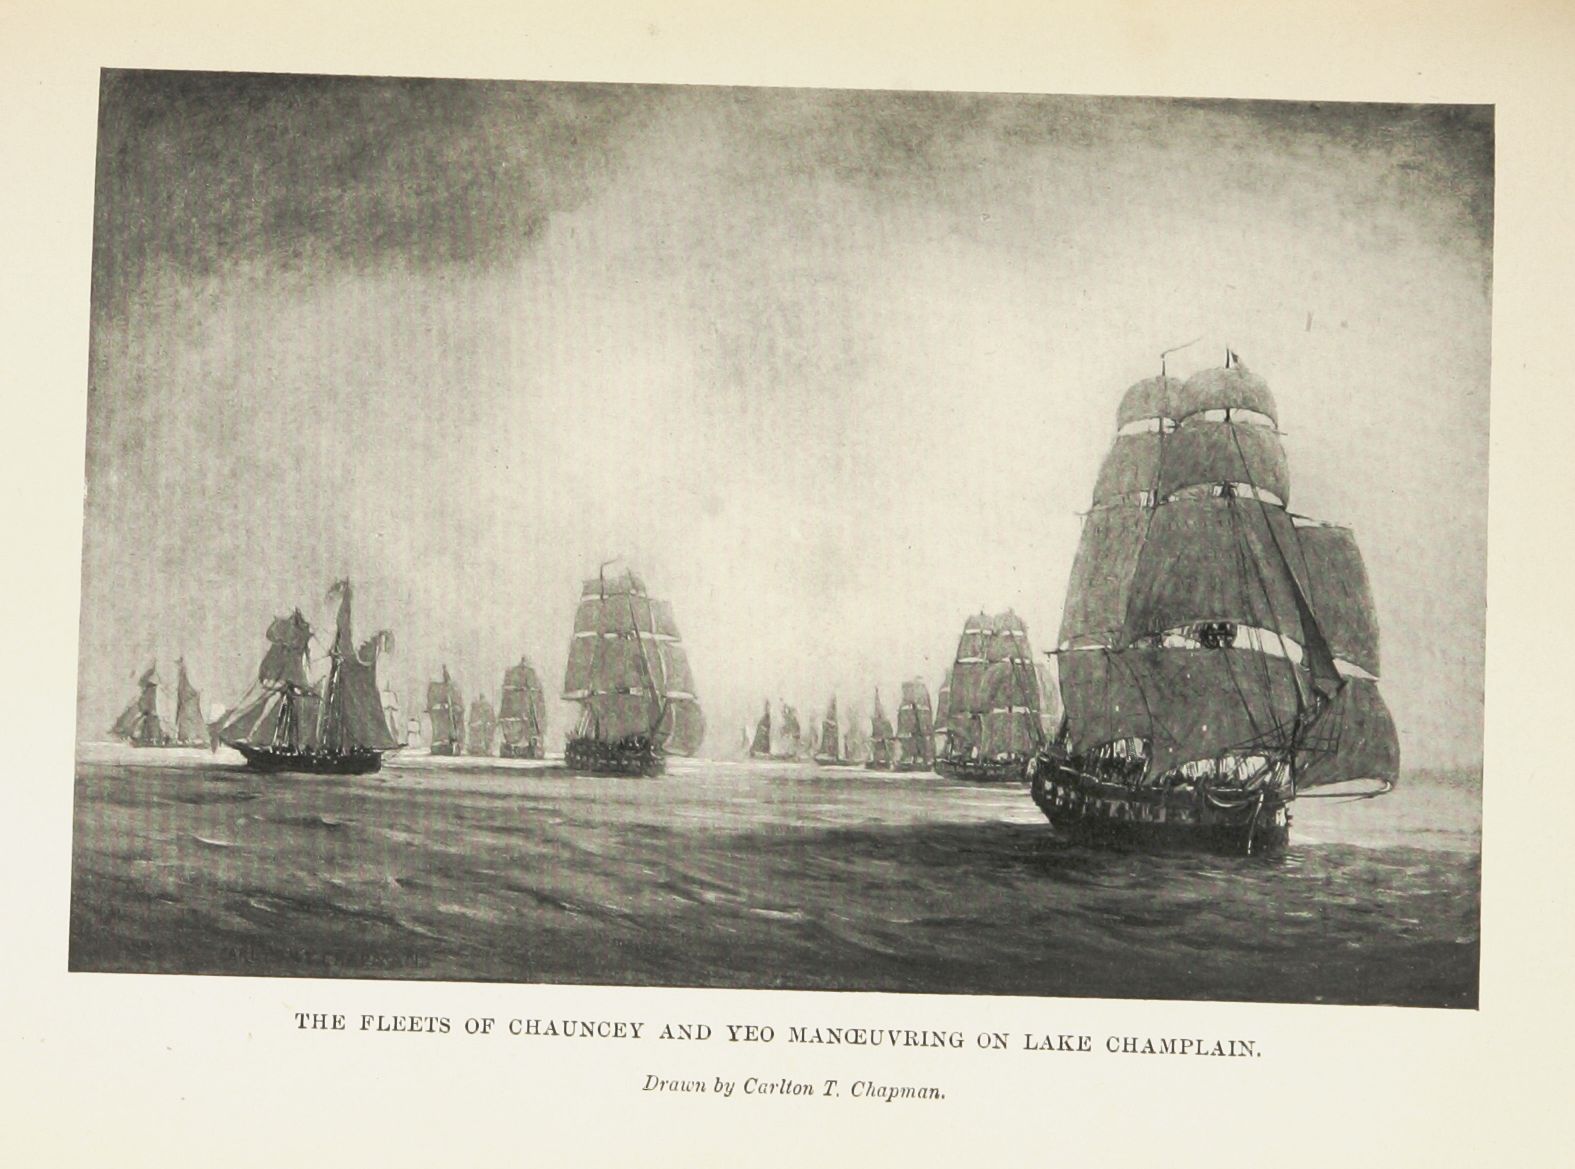 THE FLEETS OF CHAUNCEY AND YEO MANŒUVRING ON LAKE CHAMPLAIN.
Drawn by Carlton T. Chapman.